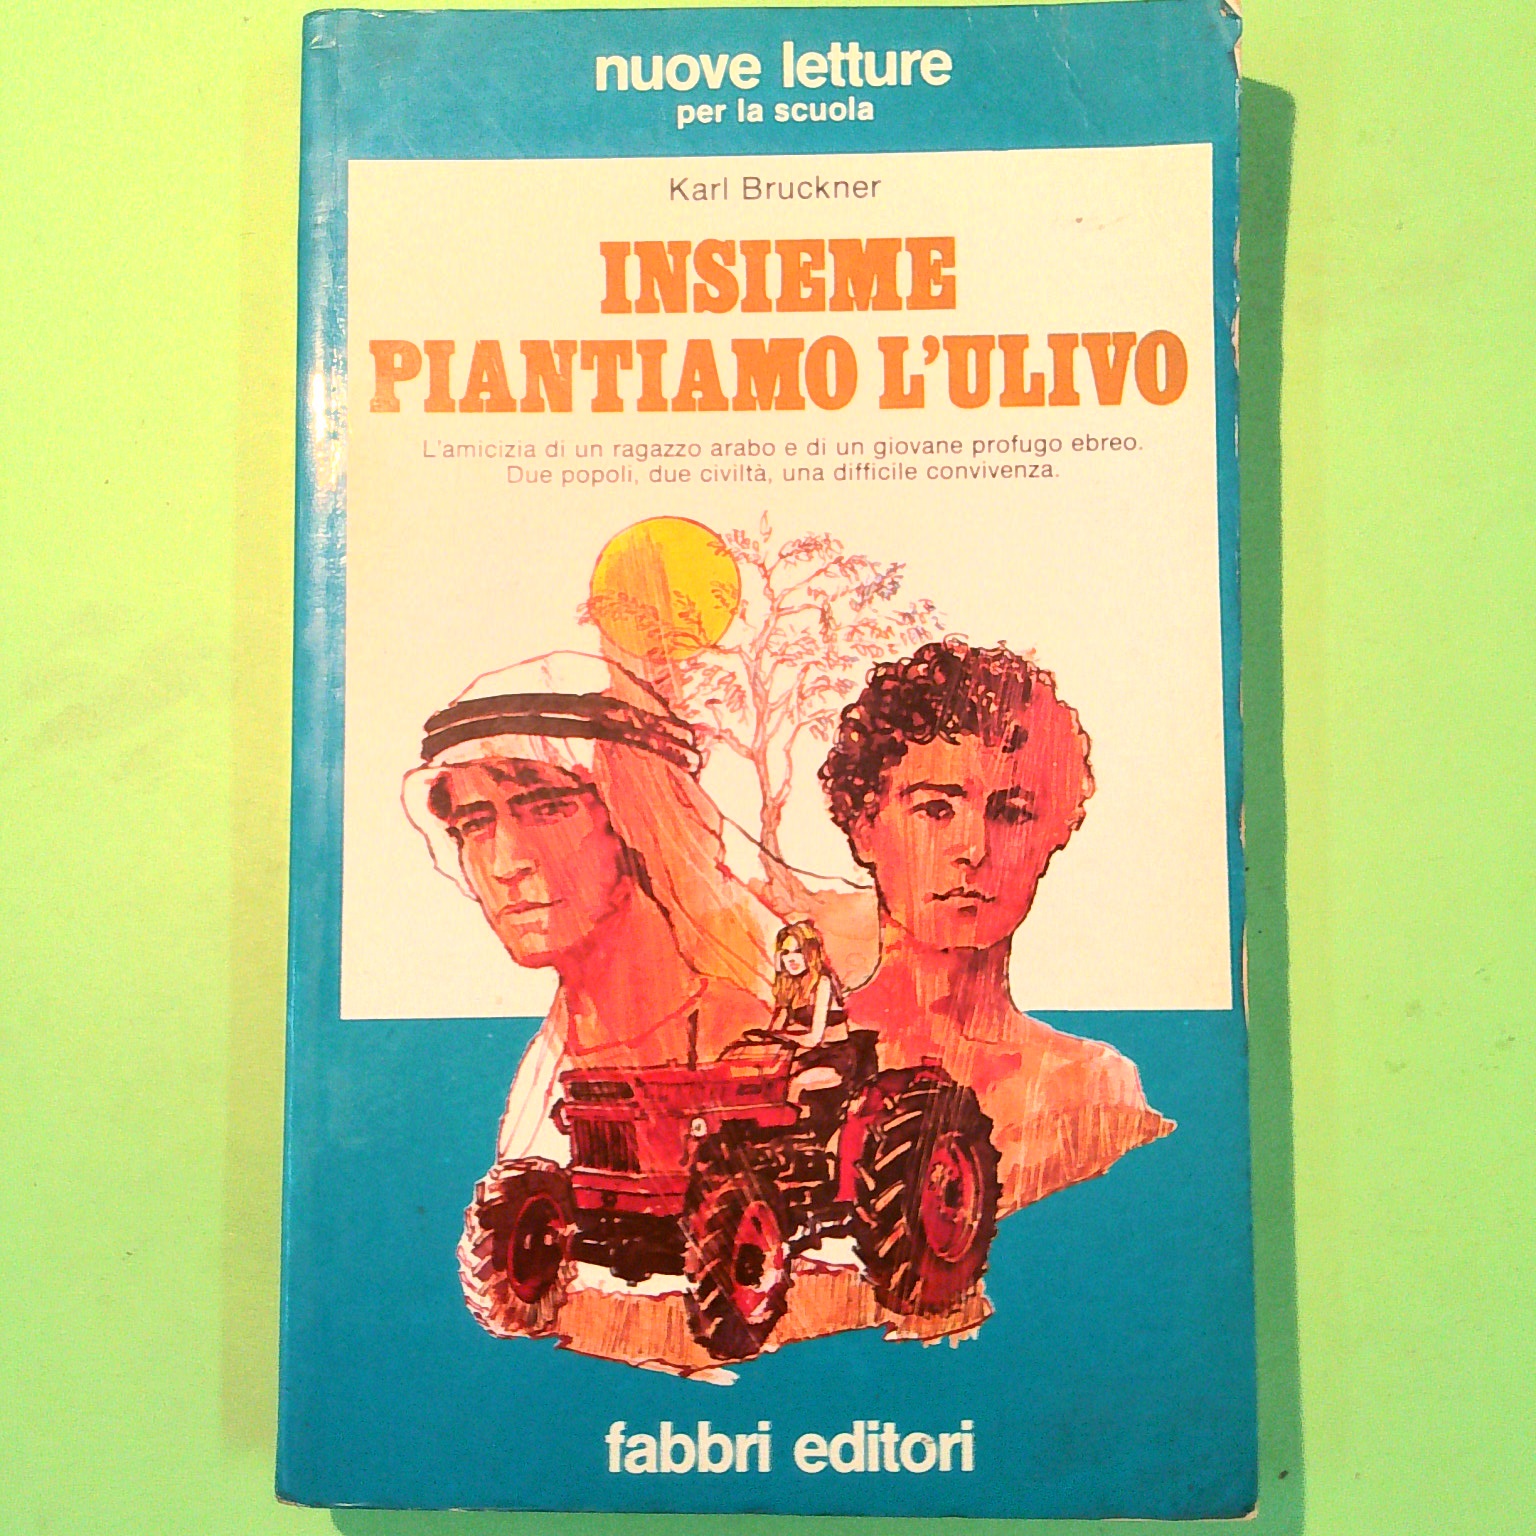 nuove letture
per la scuola
Karl Bruckner
INSIEME
PIANTIAMO L'ULIVO
L'amicizia di un ragazzo arabo e di un giovane profugo ebreo.
Due popoli, due civiltà, una difficile convivenza.
fabbri editori